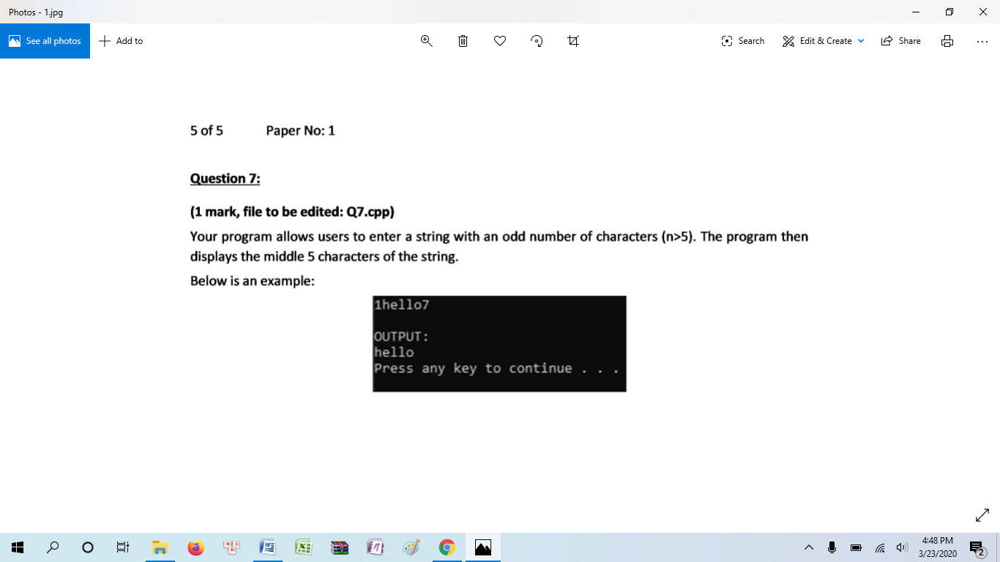 Photos - 1.jpg
See all photos
Add to
Search
Edit & Create
Share
5 of 5 Paper No: 1
Question 7:
(1 mark, file to be edited: Q7.cpp)
Your program allows users to enter a string with an odd number of characters (n>5). The program then
displays the middle 5 characters of the string.
Below is an example:
1hello7
OUTPUT:
hello
Press any key to continue . . .
4:48 PM
3/23/2020
2